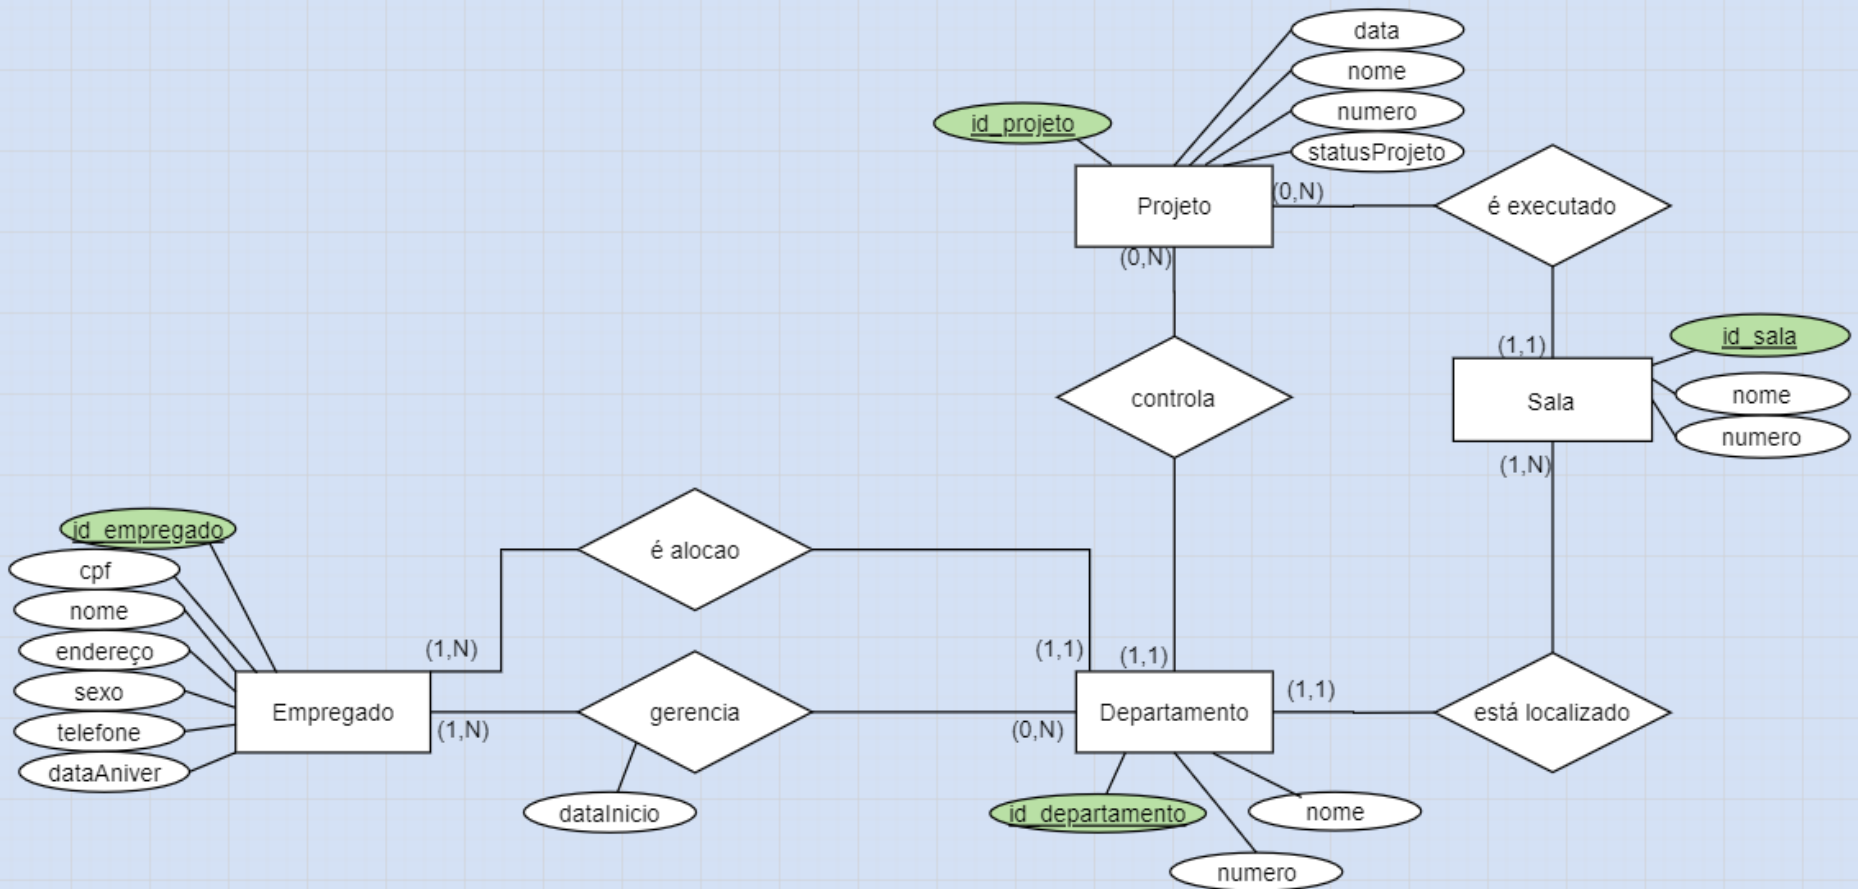 data
nome
id_projeto
numero
statusProjeto
(0,N)
Projeto
é executado
(0,N)
id_sala
(1,1)
controla
Sala
nome
numero
(1,N)
id_empregado
é alocao
cpf
nome
endereço
(1,N)
(1,1)
(1,1)
sexo
(1,1)
Empregado
gerencia
Departamento
está localizado
telefone
(1,N)
(0,N)
dataAniver
dataInicio
id_departamento
nome
numero